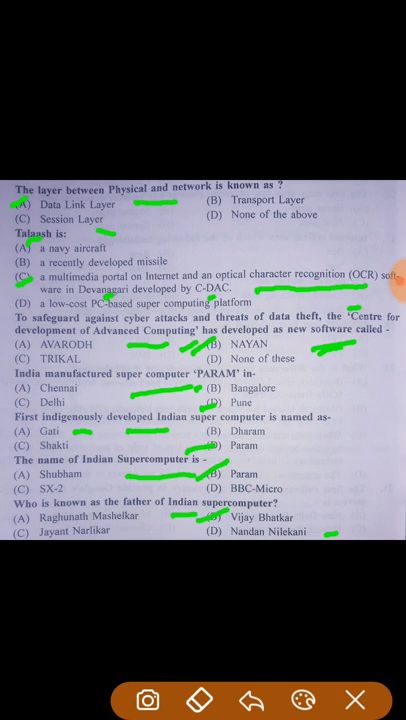 The layer between Physical and network is known as ?
(A) Data Link Layer (B) Transport Layer
(C) Session Layer (D) None of the above
Talaash is:
(A) a navy aircraft
(B) a recently developed missile
(C) a multimedia portal on Internet and an optical character recognition (OCR) soft-
ware in Devanagari developed by C-DAC.
(D) a low-cost PC-based super computing platform
To safeguard against cyber attacks and threats of data theft, the 'Centre for
development of Advanced Computing' has developed as new software called -
(A) AVARODH (B) NAYAN
(C) TRIKAL (D) None of these
India manufactured super computer 'PARAM' in-
(A) Chennai (B) Bangalore
(C) Delhi (D) Pune
First indigenously developed Indian super computer is named as-
(A) Gati (B) Dharam
(C) Shakti (D) Param
The name of Indian Supercomputer is -
(A) Shubham (B) Param
(C) SX-2 (D) BBC-Micro
Who is known as the father of Indian supercomputer?
(A) Raghunath Mashelkar (B) Vijay Bhatkar
(C) Jayant Narlikar (D) Nandan Nilekani